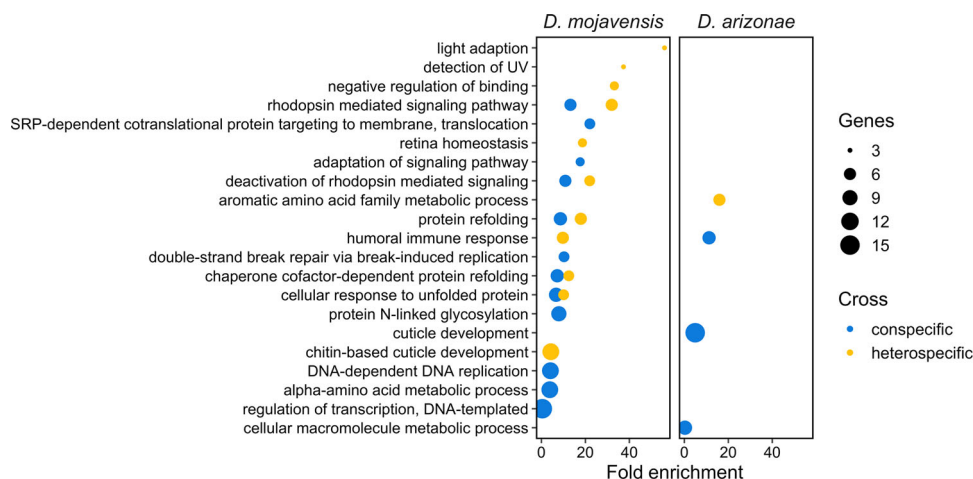 D. mojavensis
D. arizonae
light adaption
detection of UV
negative regulation of binding
rhodopsin mediated signaling pathway
SRP-dependent cotranslational protein targeting to membrane, translocation
retina homeostasis
adaptation of signaling pathway
deactivation of rhodopsin mediated signaling
aromatic amino acid family metabolic process
protein refolding
humoral immune response
double-strand break repair via break-induced replication
chaperone cofactor-dependent protein refolding
cellular response to unfolded protein
protein N-linked glycosylation
cuticle development
chitin-based cuticle development
DNA-dependent DNA replication
alpha-amino acid metabolic process
regulation of transcription, DNA-templated
cellular macromolecule metabolic process
0 20 40
0 20 40
Fold enrichment
Genes
3
6
9
12
15
Cross
conspecific
heterospecific